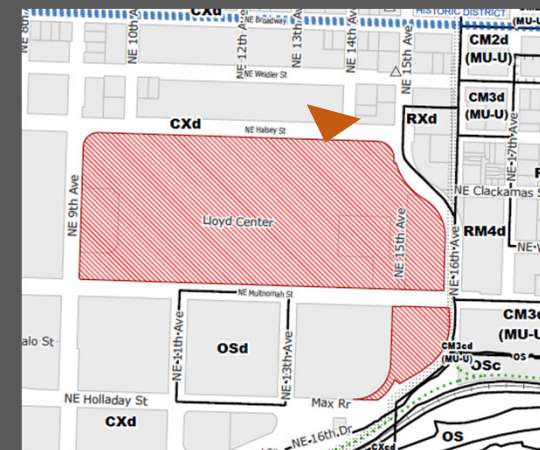 CXd
NE Broadway
HISTORIC DISTRICT
(MU-U)
NE 10th Ave
NE 12th Ave
NE 13th Ave
NE 14th Ave
NE 15th Ave
CM2d
(MU-U)
NE Weidler St
CM3d
(MU-U)
NE 17th Ave
CXd
NE Halsey St
RXd
NE 9th Ave
Lloyd Center
NE 15th Ave
NE Clackamas S
RM4d
NE 16th Ave
NE Multnomah St
NE 11th Ave
NE 13th Ave
OSd
alo St
CM3d
(MU-U)
CM3cd
(MU-U)
OS
OSc
NE Holladay St
CXd
Max Rr
NE 16th Dr
OS
CXcd